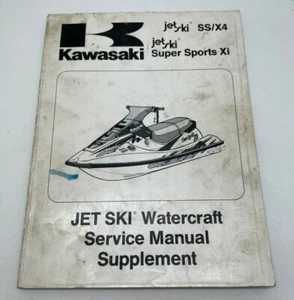 Kawasaki
jet ski SS/X4
jet ski
Super Sports Xi
JET SKI® Watercraft
Service Manual
Supplement